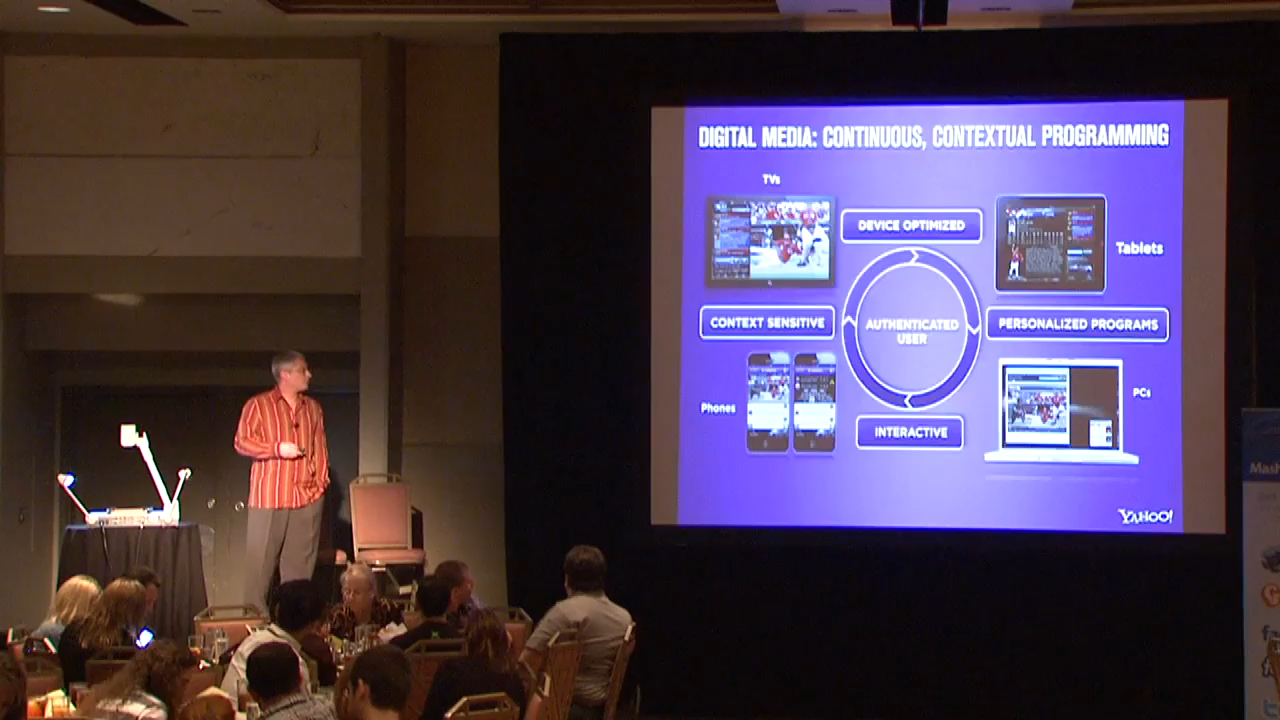 DIGITAL MEDIA: CONTINUOUS, CONTEXTUAL PROGRAMMING
TVs
DEVICE OPTIMIZED
Tablets
CONTEXT SENSITIVE
AUTHENTICATED
USER
PERSONALIZED PROGRAMS
Phones
PCs
INTERACTIVE
YAHOO!
Mash